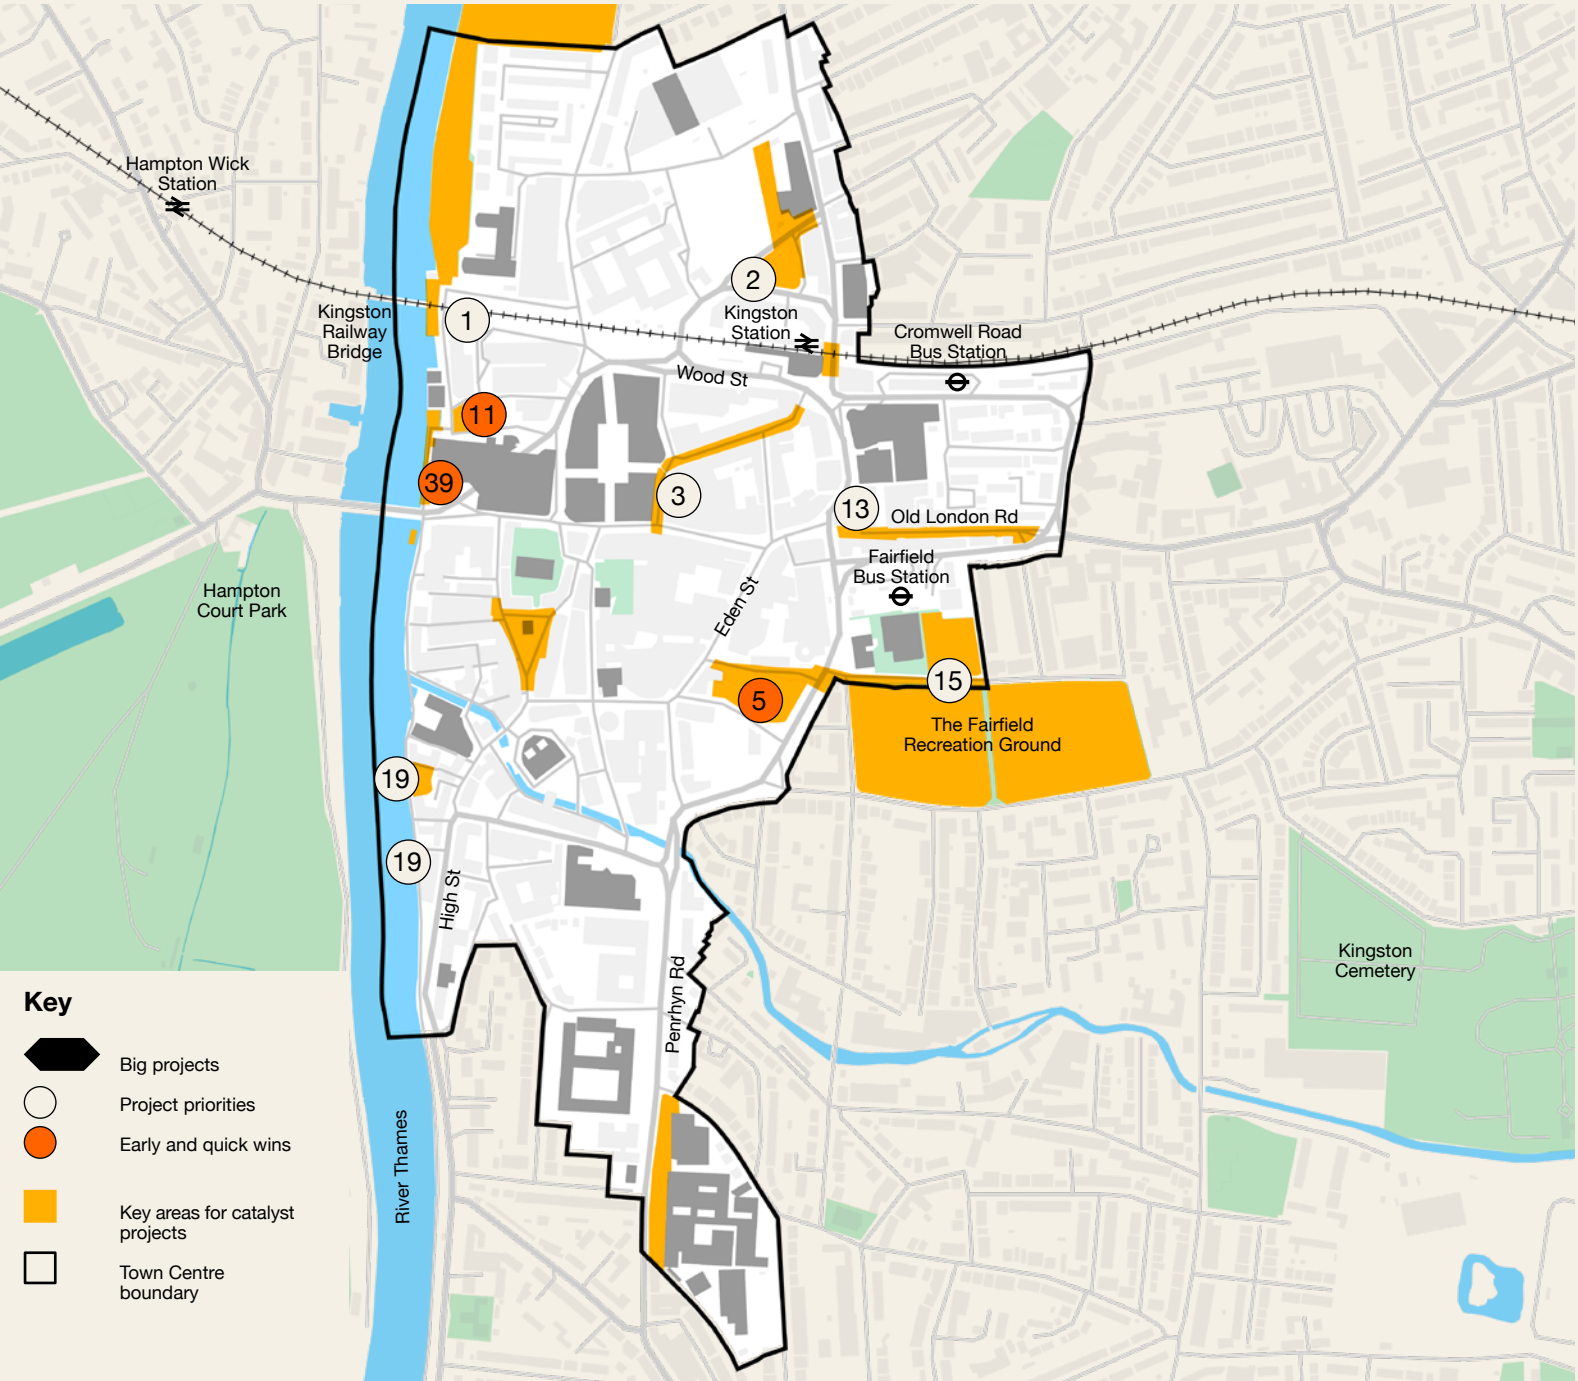 Hampton Wick
Station
2
Kingston
Railway
Bridge
1
Kingston
Station
Cromwell Road
Bus Station
Wood St
11
39
3
13
Old London Rd
Fairfield
Bus Station
Hampton
Court Park
Eden St
15
5
The Fairfield
Recreation Ground
19
19
High St
Kingston
Cemetery
Penrhyn Rd
River Thames
Key
Big projects
Project priorities
Early and quick wins
Key areas for catalyst
projects
Town Centre
boundary